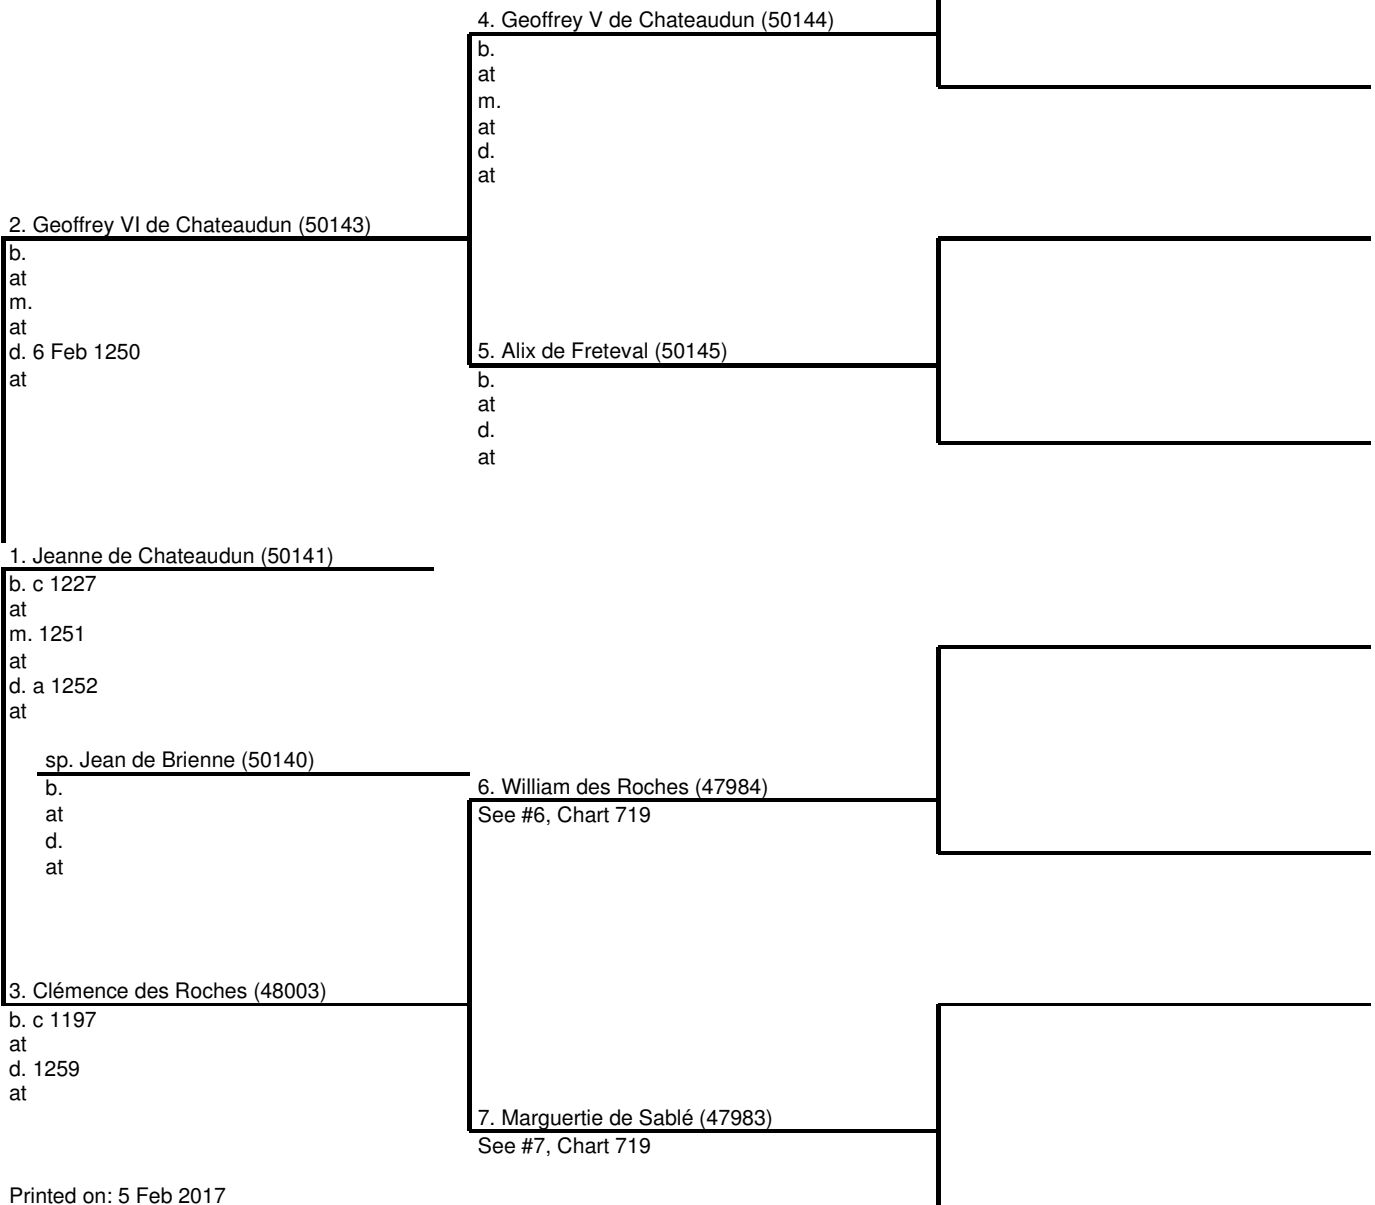 4. Geoffrey V de Chateaudun (50144)
b.
at
m.
at
d.
at
2. Geoffrey VI de Chateaudun (50143)
b.
at
m.
at
d. 6 Feb 1250
at
5. Alix de Freteval (50145)
b.
at
d.
at
1. Jeanne de Chateaudun (50141)
b. c 1227
at
m. 1251
at
d. a 1252
at
sp. Jean de Brienne (50140)
b.
at
d.
at
6. William des Roches (47984)
See #6, Chart 719
3. Clémence des Roches (48003)
b. c 1197
at
d. 1259
at
7. Marguertie de Sablé (47983)
See #7, Chart 719
Printed on: 5 Feb 2017